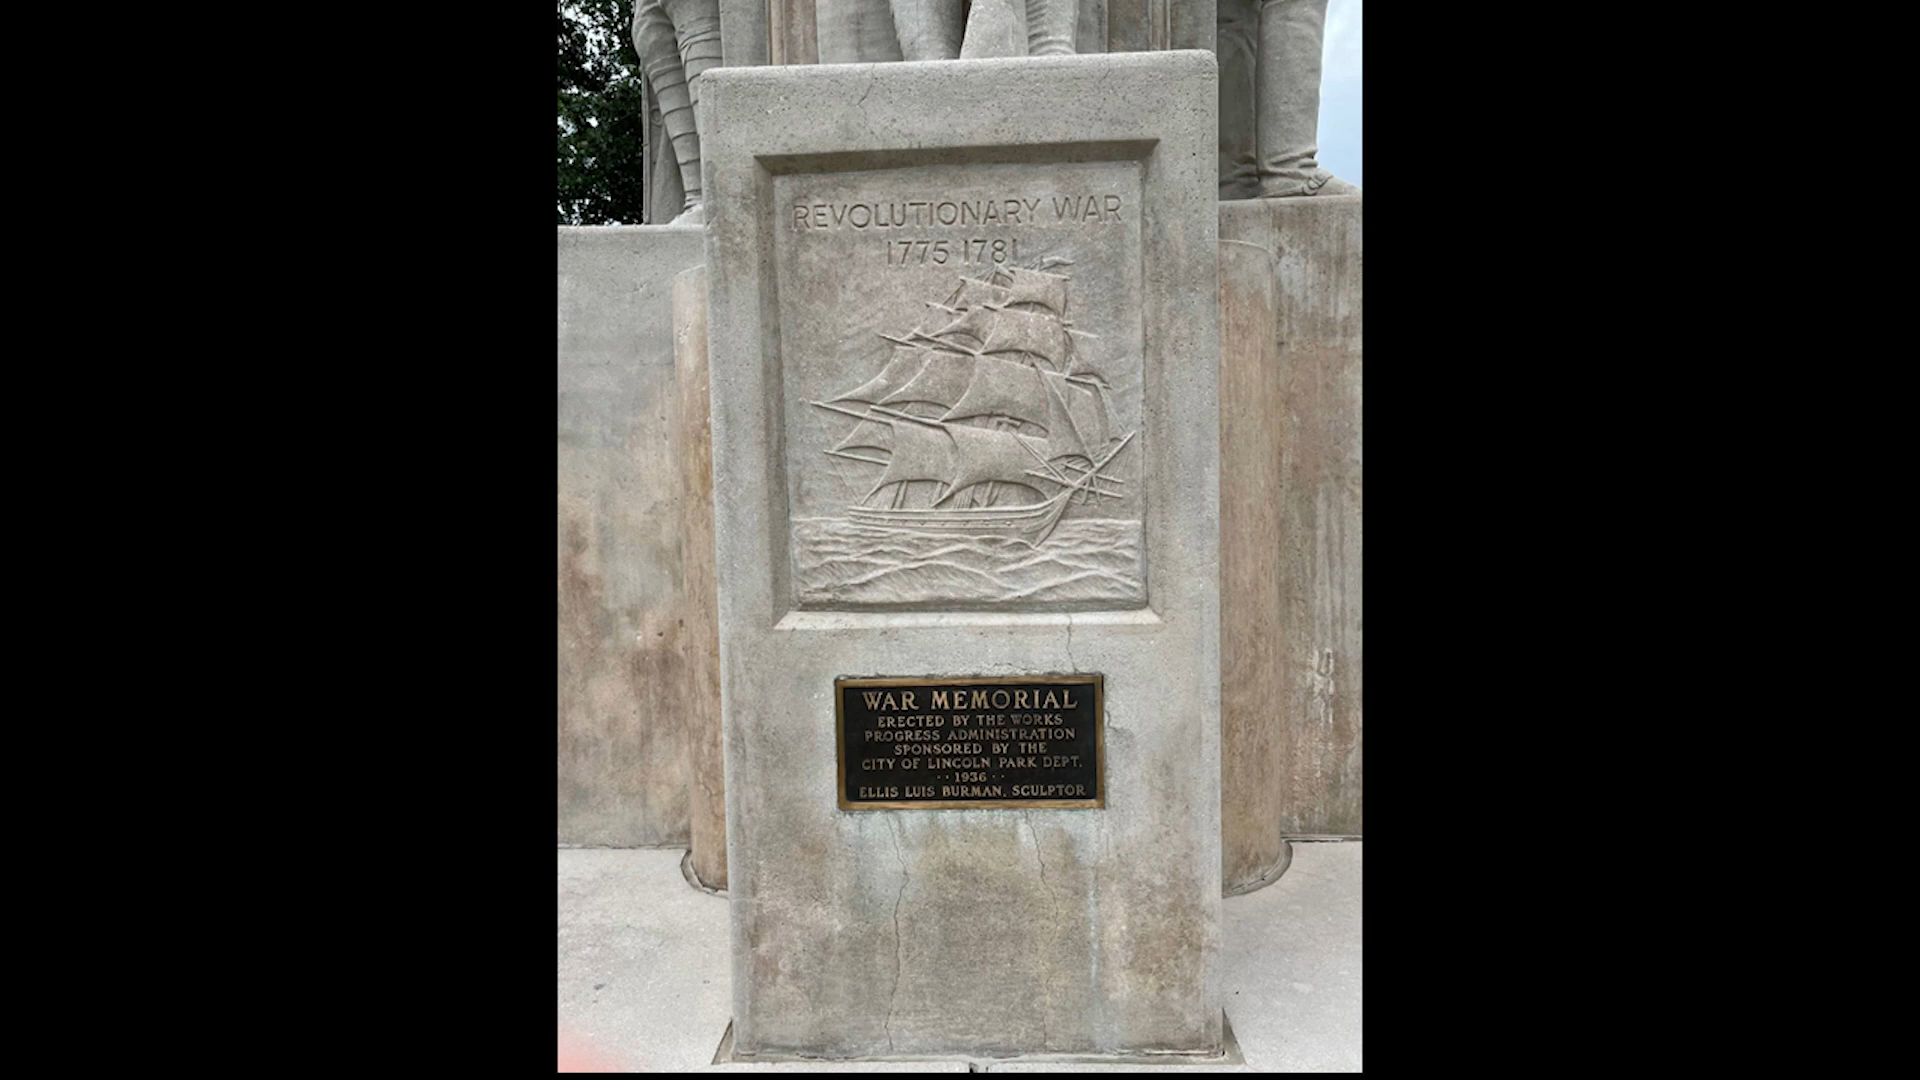 REVOLUTIONARY WAR
1775 1781
WAR MEMORIAL
ERECTED BY THE WORKS
PROGRESS ADMINISTRATION
SPONSORED BY THE
CITY OF LINCOLN PARK DEPT.
·· 1936 ··
ELLIS LUIS BURMAN, SCULPTOR